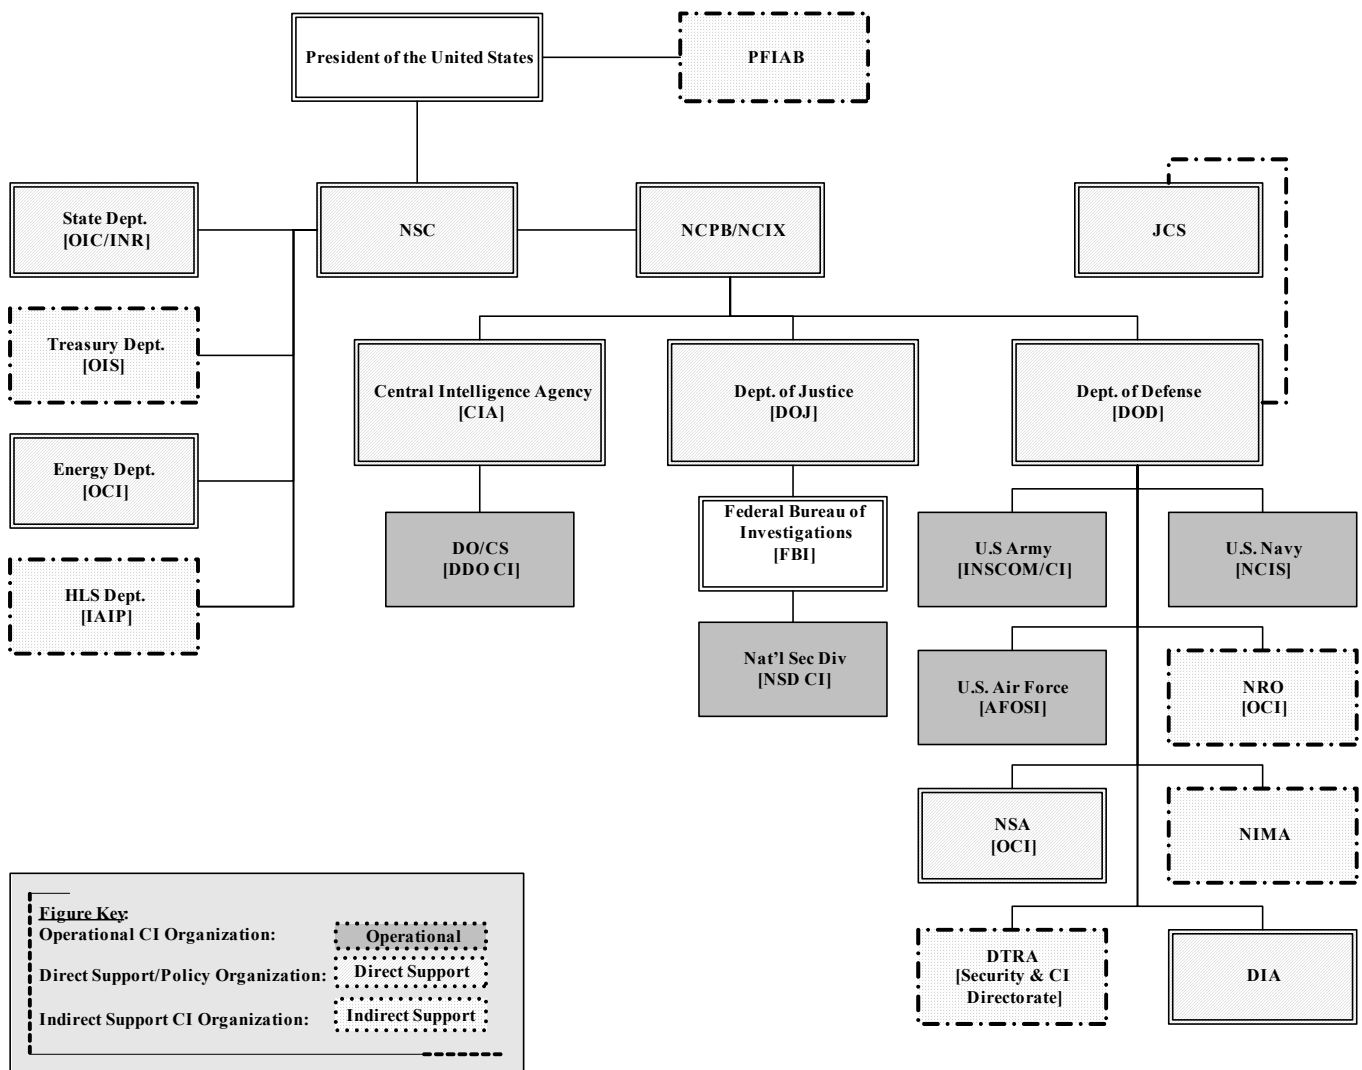 President of the United States
PFIAB
State Dept.
[OIC/INR]
NSC
NCPB/NCIX
JCS
Treasury Dept.
[OIS]
Central Intelligence Agency
[CIA]
Dept. of Justice
[DOJ]
Dept. of Defense
[DOD]
Energy Dept.
[OCI]
Federal Bureau of
Investigations
[FBI]
DO/CS
[DDO CI]
U.S Army
[INSCOM/CI]
U.S. Navy
[NCIS]
HLS Dept.
[IAIP]
Nat'l Sec Div
[NSD CI]
U.S. Air Force
[AFOSI]
NRO
[OCI]
NSA
[OCI]
NIMA
DTRA
[Security & CI
Directorate]
DIA
Figure Key:
Operational CI Organization:
Operational
Direct Support/Policy Organization:
Direct Support
Indirect Support CI Organization:
Indirect Support